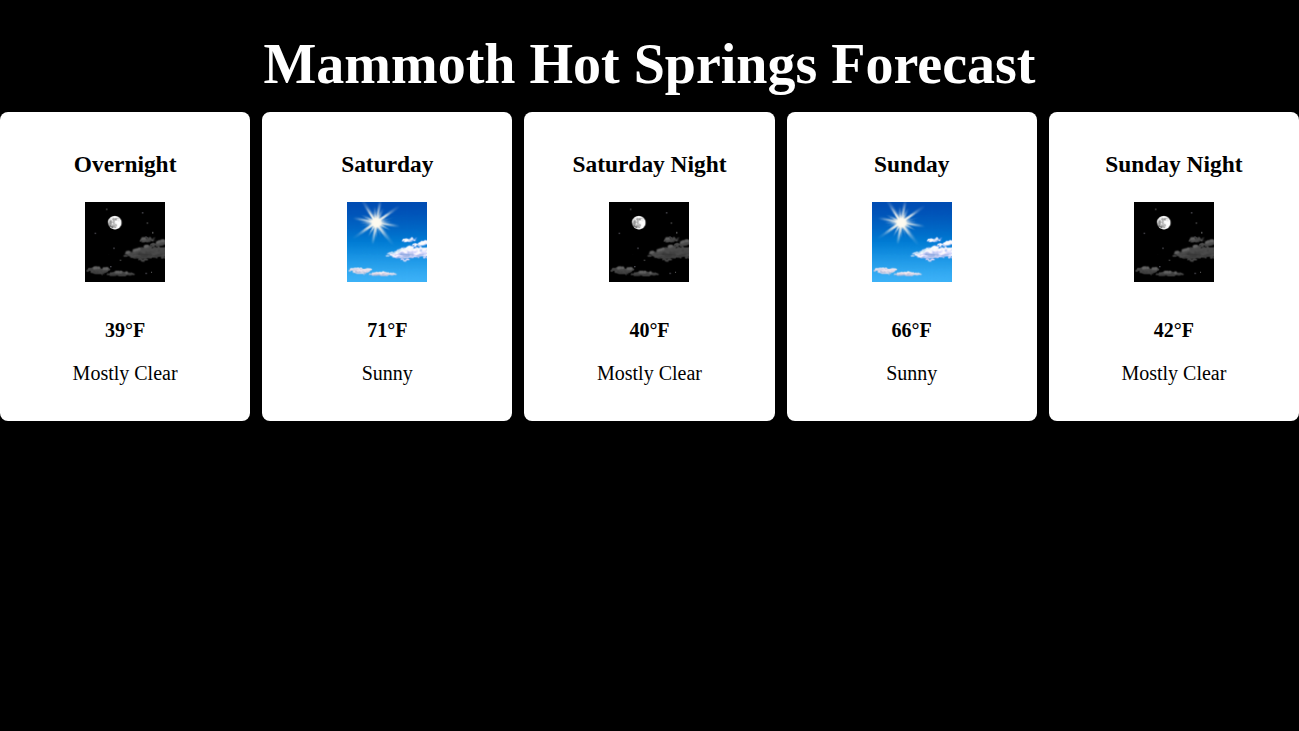 Mammoth Hot Springs Forecast
Overnight
39°F
Mostly Clear
Saturday
71°F
Sunny
Saturday Night
40°F
Mostly Clear
Sunday
66°F
Sunny
Sunday Night
42°F
Mostly Clear